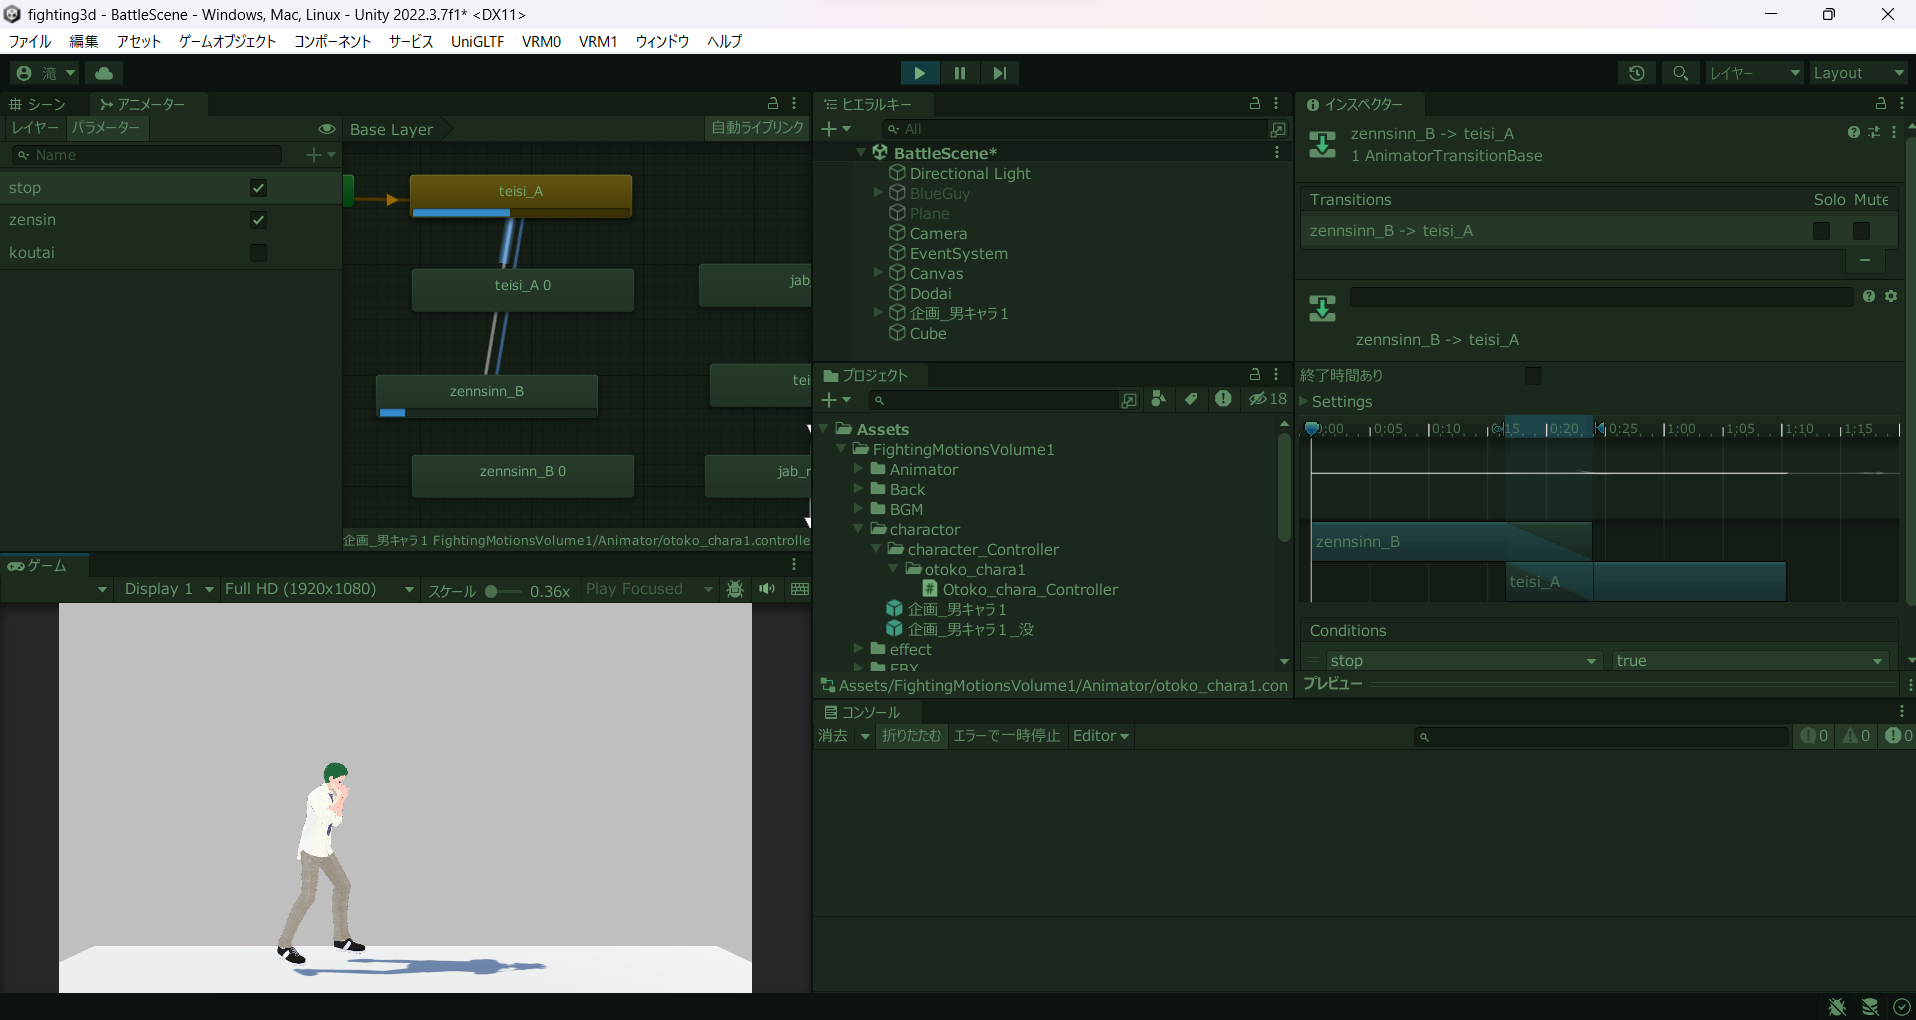 fighting3d - BattleScene - Windows, Mac, Linux - Unity 2022.3.7f1* <DX11>
ファイル 編集 アセット ゲームオブジェクト コンポーネント サービス UniGLTF VRM0 VRM1 ウィンドウ ヘルプ
滝
レイヤー
Layout
シーン
アニメーター
レイヤー
パラメーター
Base Layer
自動ライブリンク
Name
stop
zensin
koutai
teisi_A
teisi_A 0
zennsinn_B
zennsinn_B 0
jab_
tei
jab_r
企画_男キャラ1 FightingMotionsVolume1/Animator/otoko_chara1.controlle
ゲーム
Display 1
Full HD (1920x1080)
スケール
0.36x
Play Focused
ヒエラルキー
All
BattleScene*
Directional Light
BlueGuy
Plane
Camera
EventSystem
Canvas
Dodai
企画_男キャラ1
Cube
プロジェクト
18
Assets
FightingMotionsVolume1
Animator
Back
BGM
charactor
character_Controller
otoko_chara1
Otoko_chara_Controller
企画_男キャラ1
企画_男キャラ1_没
effect
FBX
Assets/FightingMotionsVolume1/Animator/otoko_chara1.con
インスペクター
zennsinn_B -> teisi_A
1 AnimatorTransitionBase
Transitions Solo Mute
zennsinn_B -> teisi_A
zennsinn_B -> teisi_A
終了時間あり
Settings
0:00 0:05 0:10 0:15 0:20 0:25 1:00 1:05 1:10 1:15
zennsinn_B
teisi_A
Conditions
stop true
プレビュー
コンソール
消去 折りたたむ エラーで一時停止 Editor
0 0 0